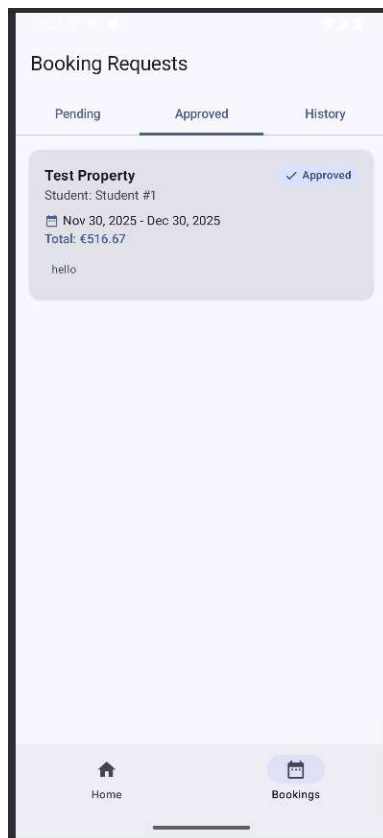 Booking Requests
Pending Approved History
Test Property
Approved
Student: Student #1
Nov 30, 2025 - Dec 30, 2025
Total: €516.67
hello
Home Bookings